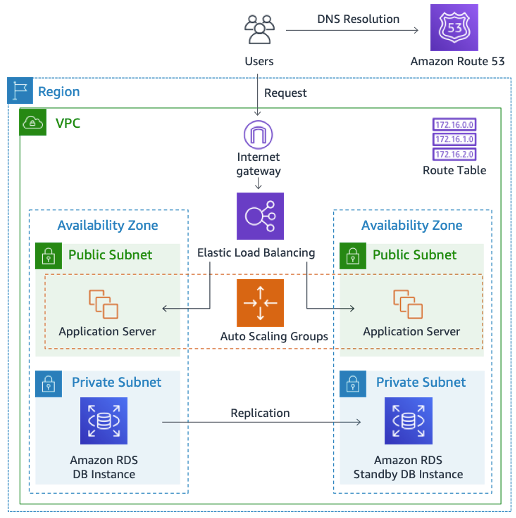 DNS Resolution
53
Users
Amazon Route 53
Region
Request
VPC
172.16.0.0
172.16.1.0
172.16.2.0
Internet
gateway
Route Table
Availability Zone
Availability Zone
Elastic Load Balancing
Public Subnet
Public Subnet
Application Server
Application Server
Auto Scaling Groups
Private Subnet
Private Subnet
Replication
Amazon RDS
DB Instance
Amazon RDS
Standby DB Instance